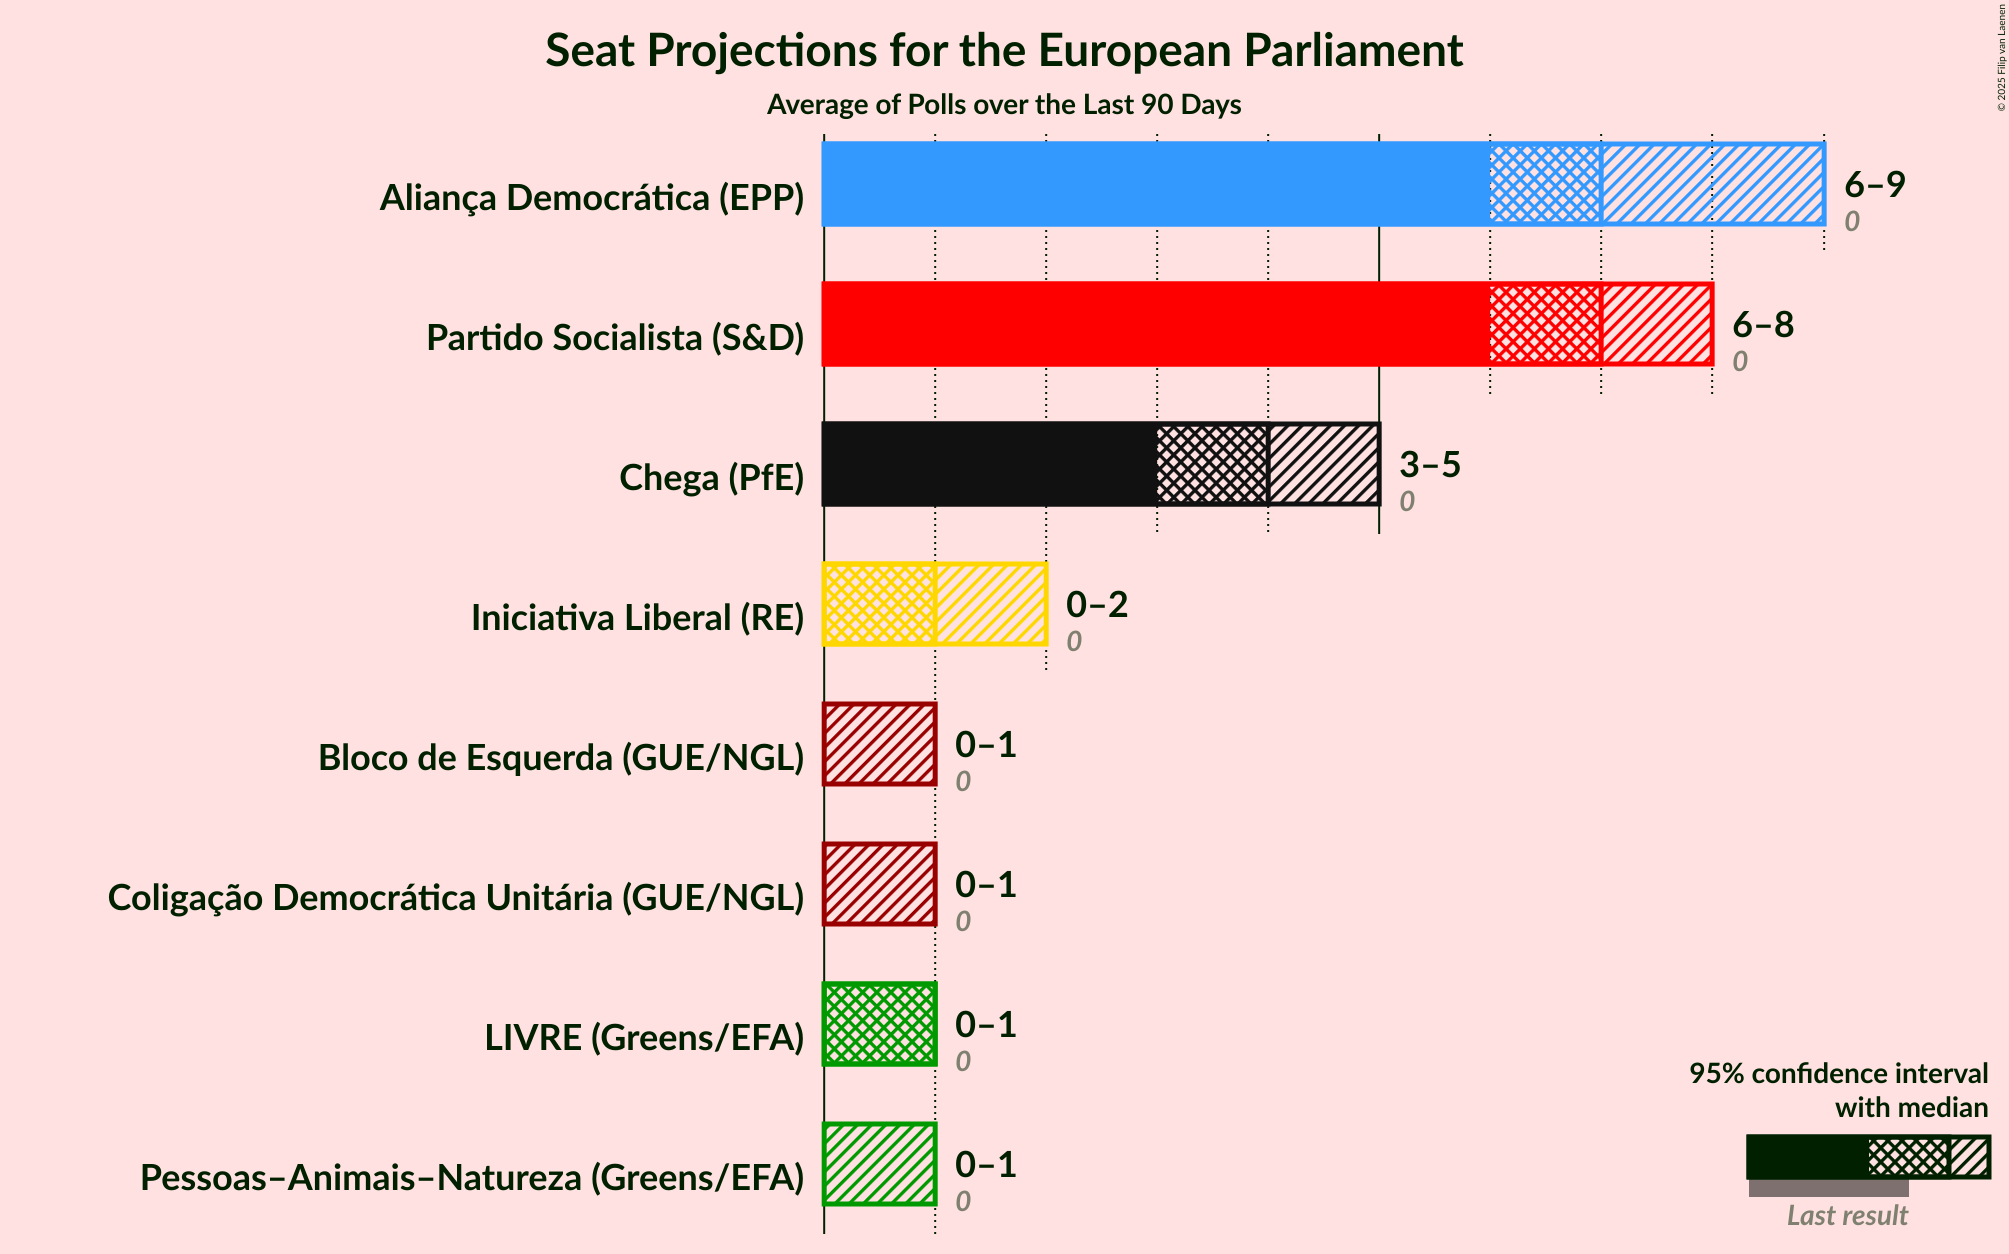 Seat Projections for the European Parliament
Average of Polls over the Last 90 Days
© 2025 Filip van Laenen
Aliança Democrática (EPP)
6–9
0
Partido Socialista (S&D)
6–8
0
Chega (PfE)
3–5
0
Iniciativa Liberal (RE)
0–2
0
Bloco de Esquerda (GUE/NGL)
0–1
0
Coligação Democrática Unitária (GUE/NGL)
0–1
0
LIVRE (Greens/EFA)
0–1
0
Pessoas–Animais–Natureza (Greens/EFA)
0–1
0
95% confidence interval
with median
Last result